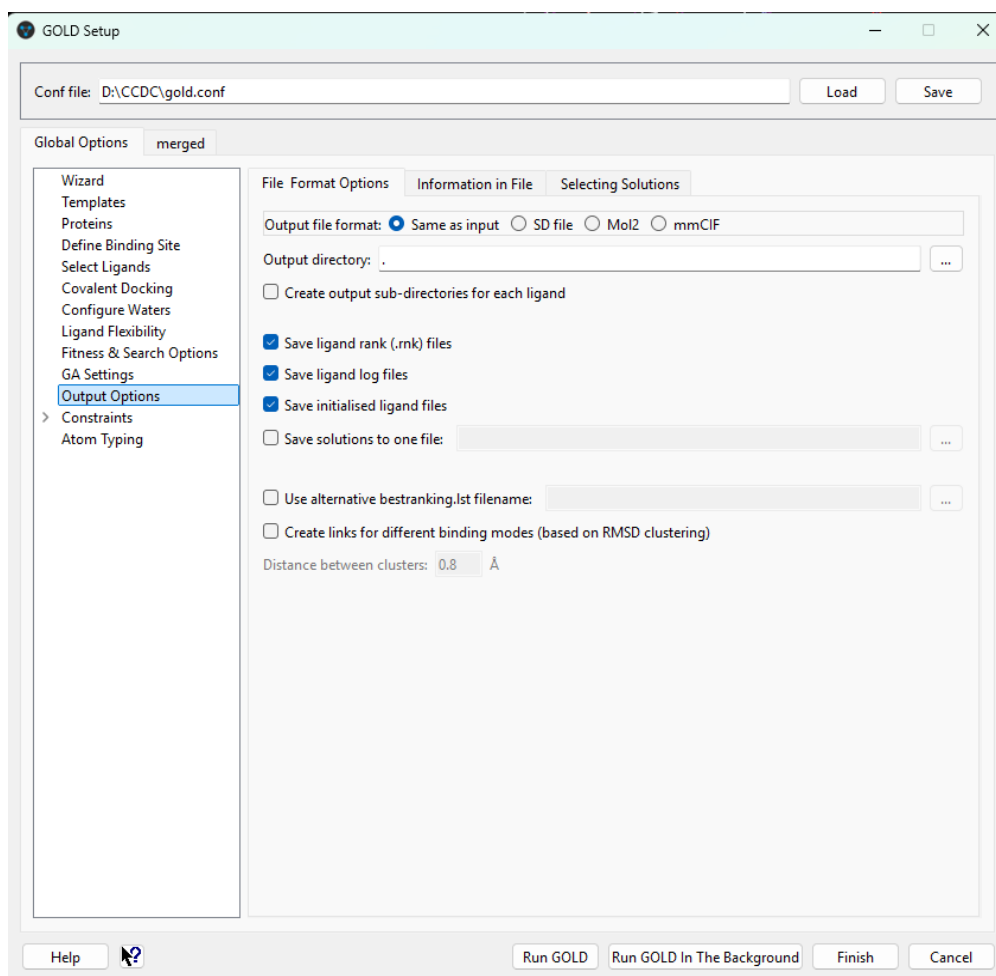 GOLD Setup
Conf file: D:\CCDC\gold.conf Load Save
Global Options merged
Wizard
Templates
Proteins
Define Binding Site
Select Ligands
Covalent Docking
Configure Waters
Ligand Flexibility
Fitness & Search Options
GA Settings
Output Options
Constraints
Atom Typing
File Format Options Information in File Selecting Solutions
Output file format: Same as input SD file Mol2 mmCIF
Output directory: . ...
Create output sub-directories for each ligand
Save ligand rank (.rnk) files
Save ligand log files
Save initialised ligand files
Save solutions to one file: ...
Use alternative bestranking.lst filename: ...
Create links for different binding modes (based on RMSD clustering)
Distance between clusters: 0.8 Å
Help ? Run GOLD Run GOLD In The Background Finish Cancel